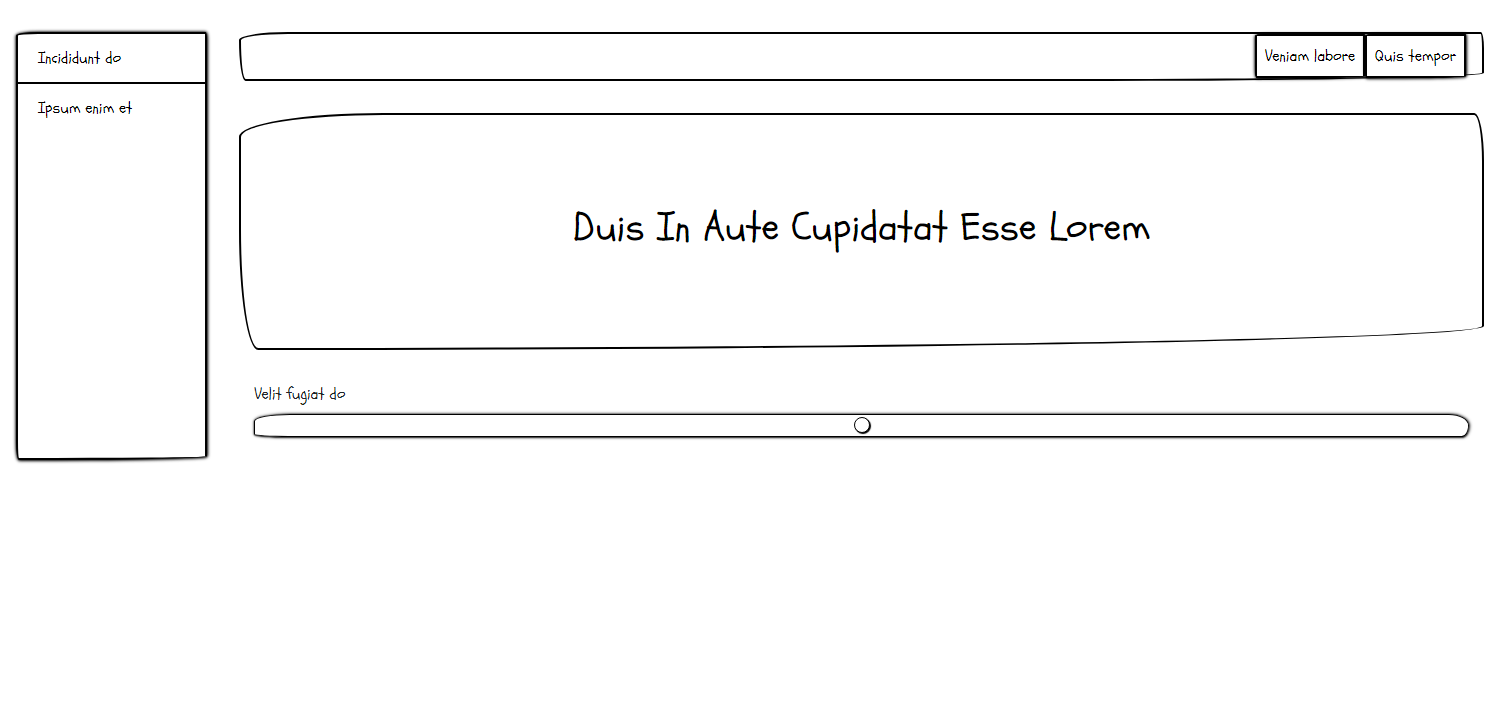 Incididunt do
Ipsum enim et
Veniam labore
Quis tempor
Duis In Aute Cupidatat Esse Lorem
Velit fugiat do